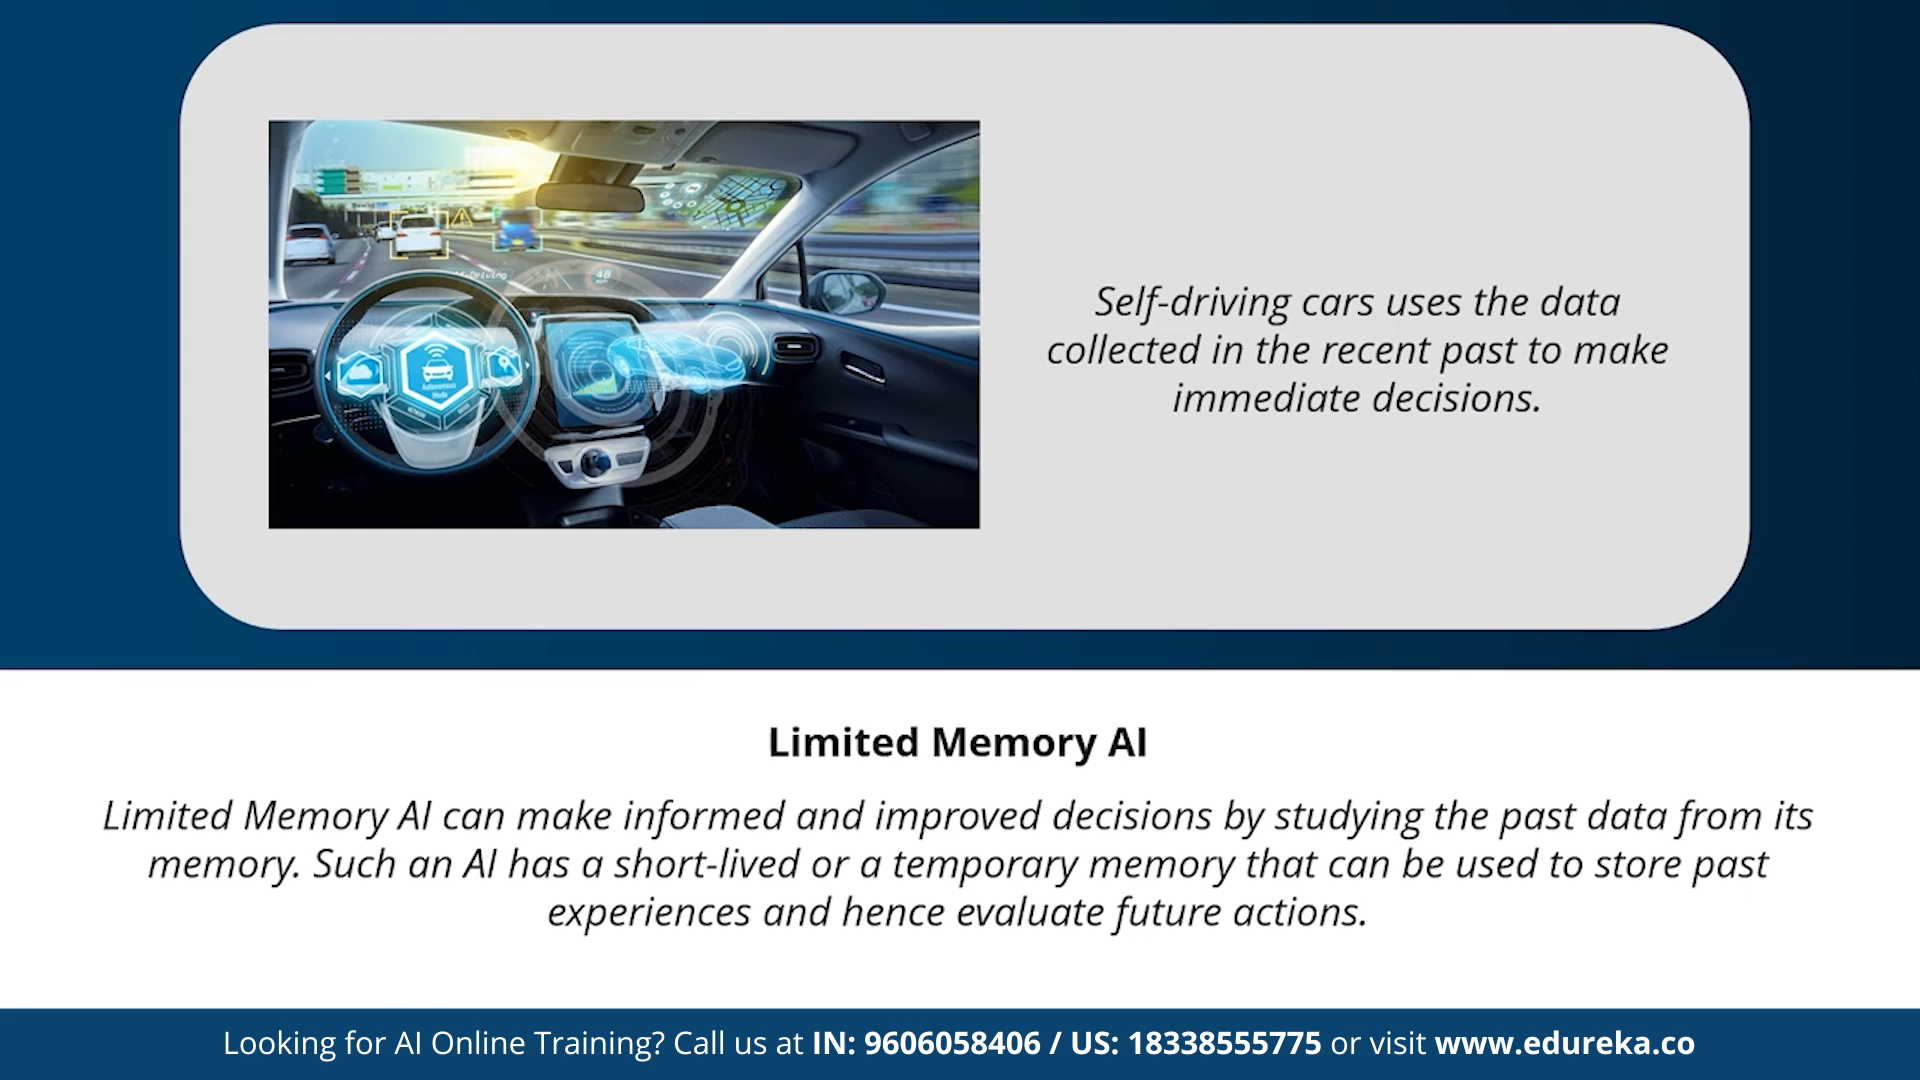 Self-driving cars uses the data
collected in the recent past to make
immediate decisions.
48
Autonomous
Mode
Limited Memory AI
Limited Memory AI can make informed and improved decisions by studying the past data from its
memory. Such an AI has a short-lived or a temporary memory that can be used to store past
experiences and hence evaluate future actions.
Looking for AI Online Training? Call us at IN: 9606058406 / US: 18338555775 or visit www.edureka.co